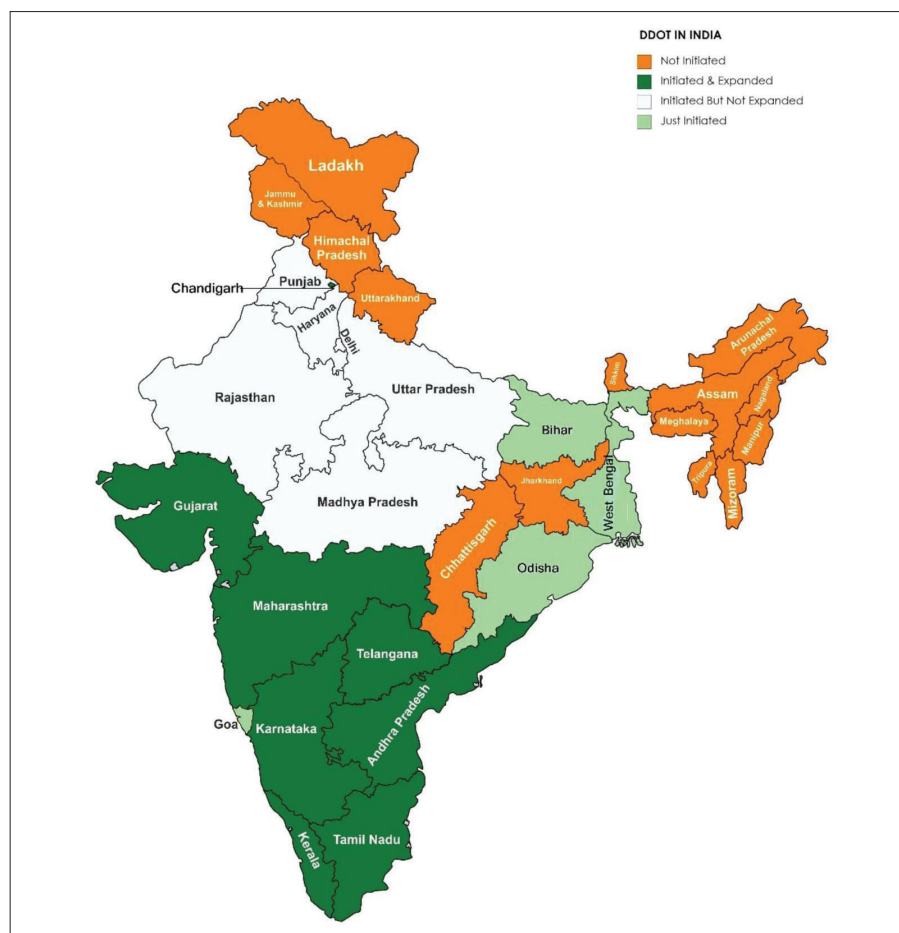 DDOT IN INDIA
Not Initiated
Initiated & Expanded
Initiated But Not Expanded
Just Initiated
Ladakh
Jammu
& Kashmir
Himachal
Pradesh
Chandigarh
Punjab
Uttarakhand
Haryana
Delhi
Rajasthan
Uttar Pradesh
Sikkim
Arunachal
Pradesh
Assam
Nagaland
Meghalaya
Manipur
Tripura
Mizoram
Bihar
Jharkhand
West Bengal
Gujarat
Madhya Pradesh
Chhattisgarh
Odisha
Maharashtra
Telangana
Goa
Karnataka
Andhra Pradesh
Kerala
Tamil Nadu